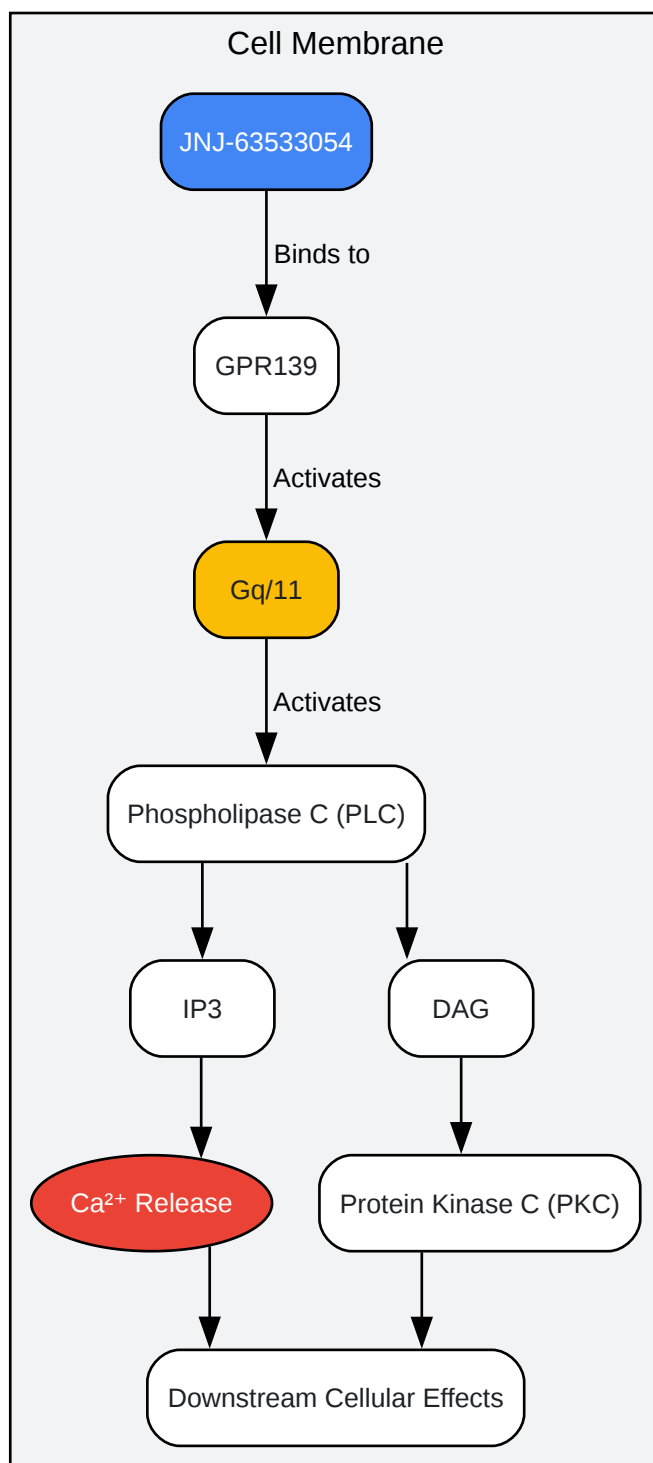 Cell Membrane
JNJ-63533054
Binds to
GPR139
Activates
Gq/11
Activates
Phospholipase C (PLC)
IP3
DAG
Ca²⁺ Release
Protein Kinase C (PKC)
Downstream Cellular Effects